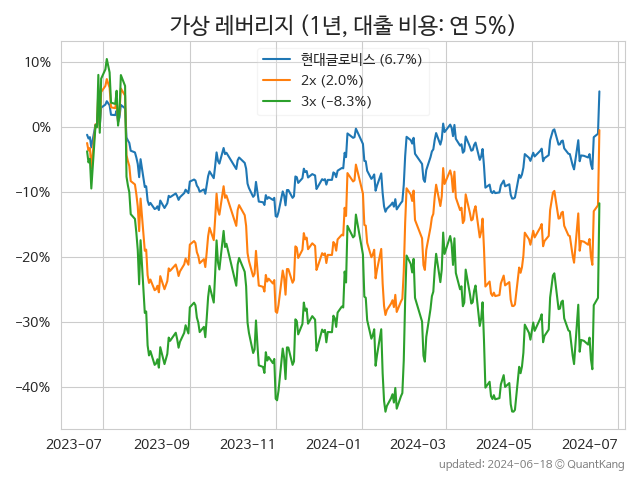 가상 레버리지 (1년, 대출 비용: 연 5%)
현대글로비스 (6.7%)
2x (2.0%)
3x (−8.3%)
10%
0%
−10%
−20%
−30%
−40%
2023-07 2023-09 2023-11 2024-01 2024-03 2024-05 2024-07
updated: 2024-06-18 © QuantKang